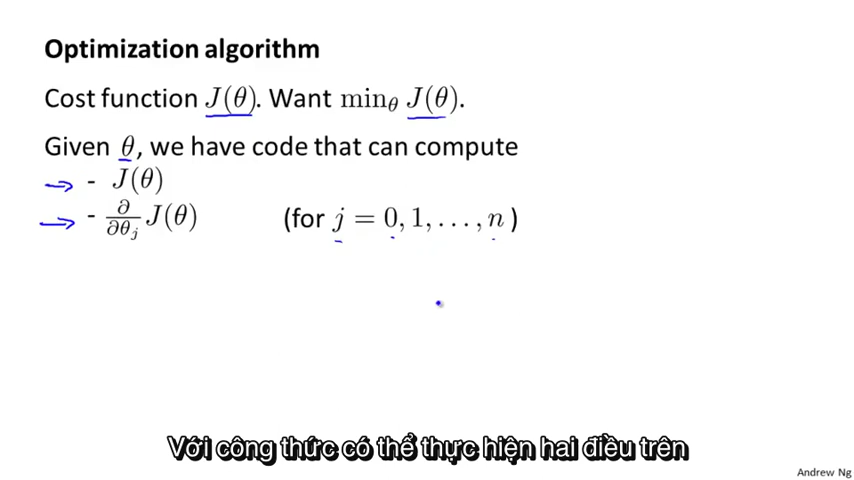 Optimization algorithm
Cost function J(θ). Want min_θ J(θ).
Given θ, we have code that can compute
- J(θ)
- ∂/∂θ_j J(θ) (for j = 0, 1, . . . , n )
Với công thức có thể thực hiện hai điều trên
Andrew Ng